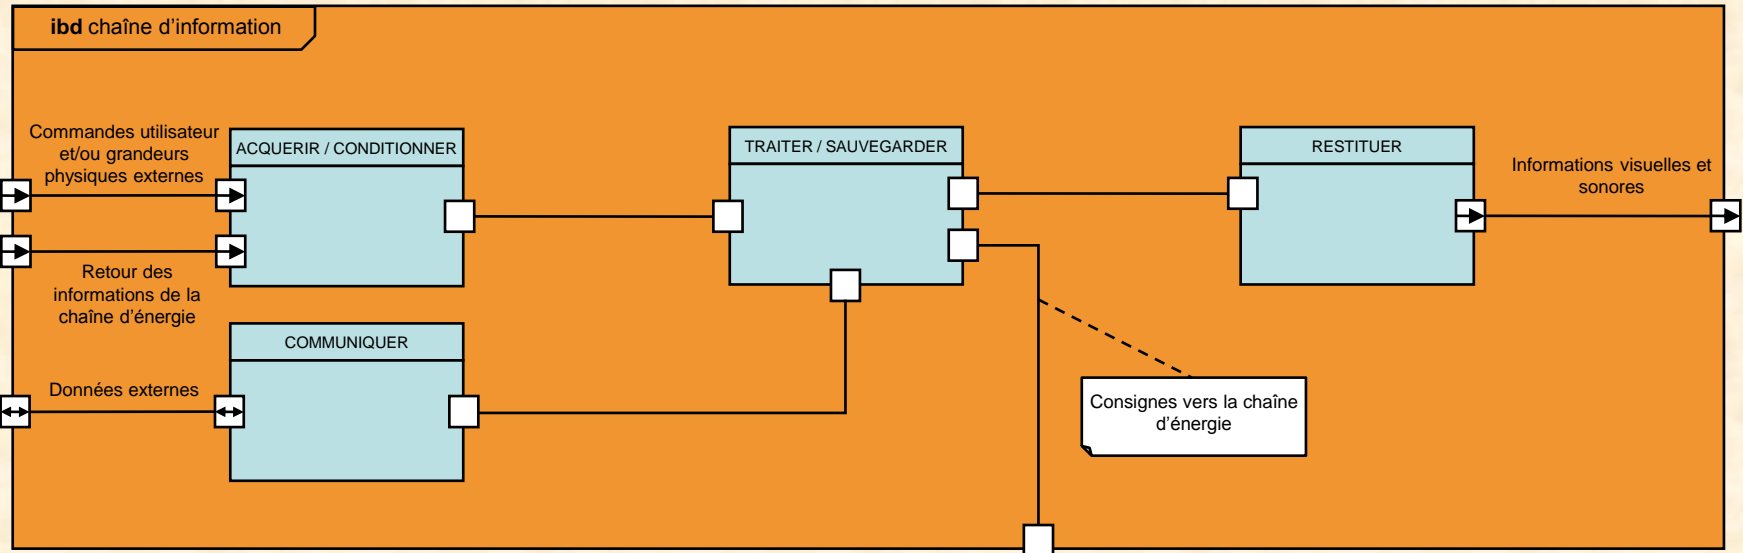 ibd chaîne d’information
Commandes utilisateur
et/ou grandeurs
physiques externes
ACQUERIR / CONDITIONNER
TRAITER / SAUVEGARDER
RESTITUER
Informations visuelles et
sonores
Retour des
informations de la
chaîne d’énergie
COMMUNIQUER
Données externes
Consignes vers la chaîne
d’énergie